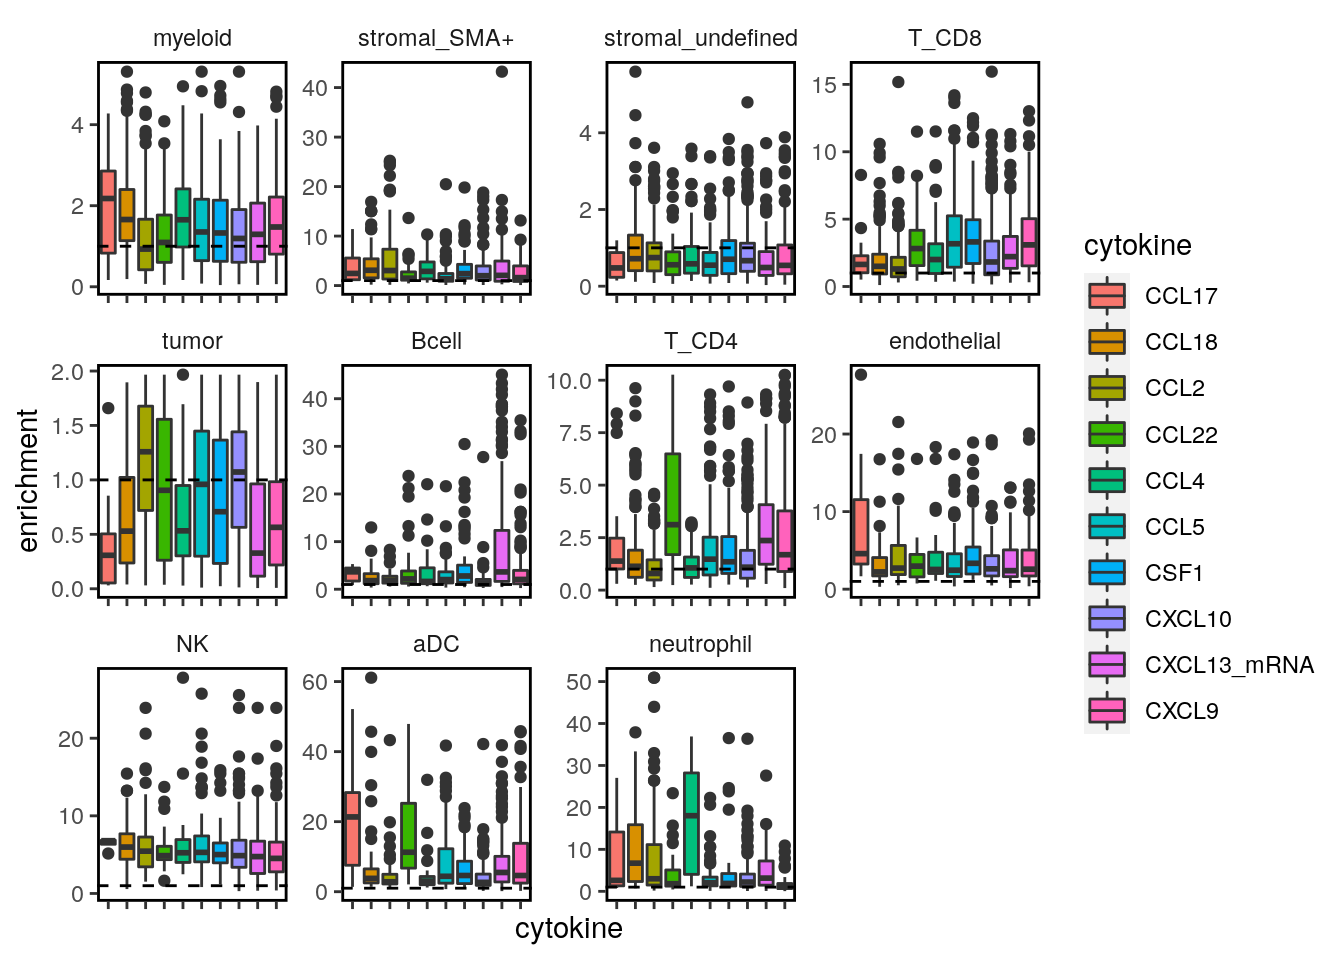 myeloid
stromal_SMA+
stromal_undefined
T_CD8
4
2
0
40
30
20
10
0
4
2
0
15
10
5
0
tumor
Bcell
T_CD4
endothelial
2.0
1.5
1.0
0.5
0.0
40
30
20
10
0
10.0
7.5
5.0
2.5
0.0
20
10
0
NK
aDC
neutrophil
20
10
0
60
40
20
0
50
40
30
20
10
0
enrichment
cytokine
cytokine
CCL17
CCL18
CCL2
CCL22
CCL4
CCL5
CSF1
CXCL10
CXCL13_mRNA
CXCL9